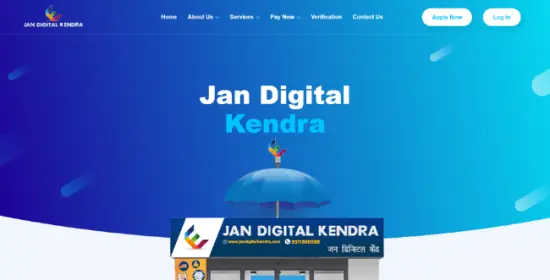 JAN DIGITAL KENDRA
Home About Us Services Pay Now Verification Contact Us Apply Now Log In
Jan Digital
Kendra
JAN DIGITAL KENDRA
www.jandigitalkendra.com
जन डिजिटल केंद्र